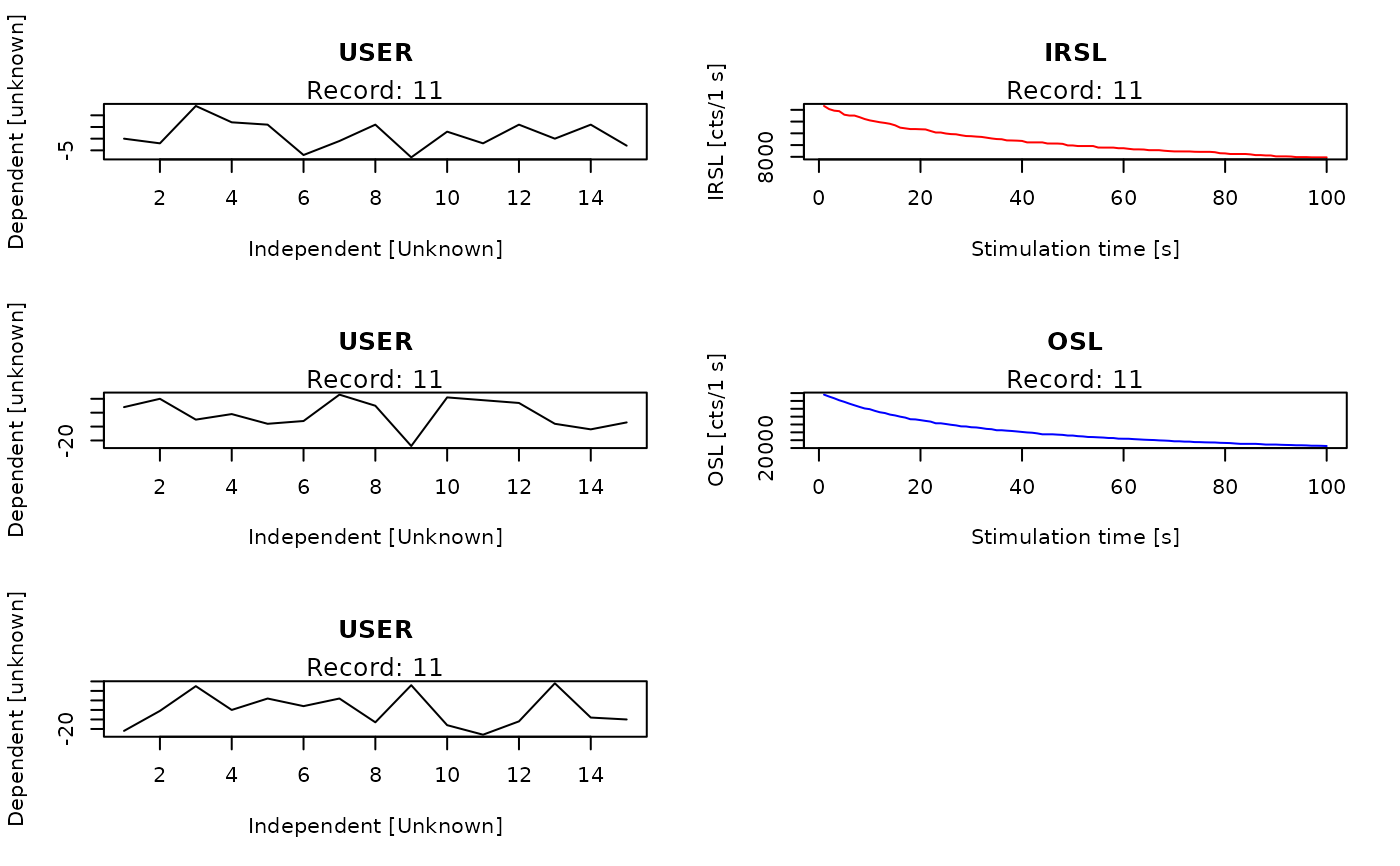 USER
Record: 11
Dependent [unknown]
-5
2 4 6 8 10 12 14
Independent [Unknown]
IRSL
Record: 11
IRSL [cts/1 s]
8000
0 20 40 60 80 100
Stimulation time [s]
USER
Record: 11
Dependent [unknown]
-20
2 4 6 8 10 12 14
Independent [Unknown]
OSL
Record: 11
OSL [cts/1 s]
20000
0 20 40 60 80 100
Stimulation time [s]
USER
Record: 11
Dependent [unknown]
-20
2 4 6 8 10 12 14
Independent [Unknown]